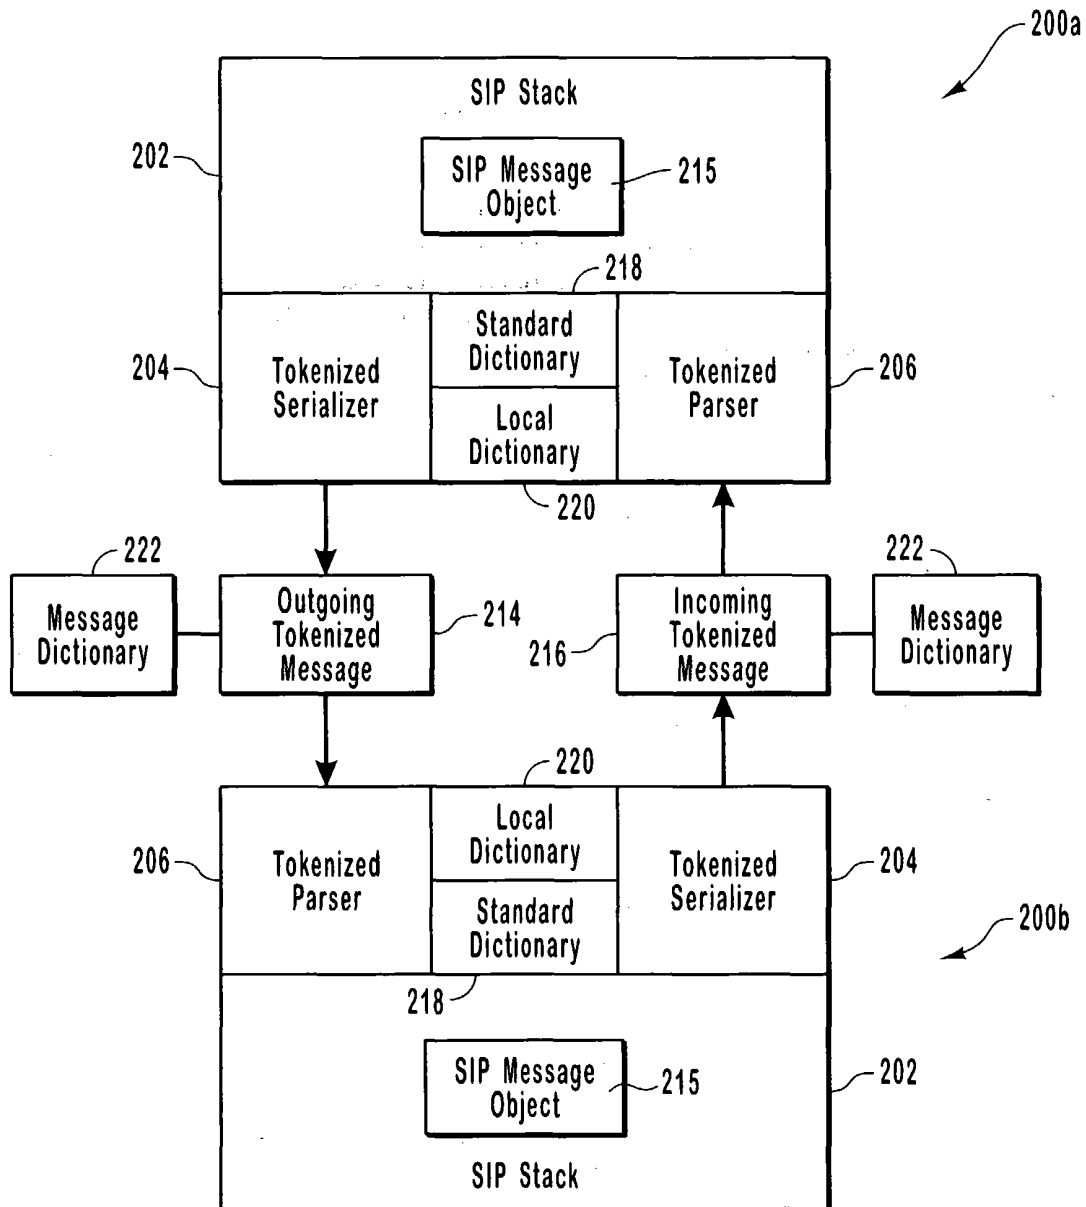 200a
SIP Stack
202
SIP Message
Object
215
218
204
Tokenized
Serializer
Standard
Dictionary
Local
Dictionary
Tokenized
Parser
206
220
222
Message
Dictionary
Outgoing
Tokenized
Message
214
216
Incoming
Tokenized
Message
222
Message
Dictionary
220
206
Tokenized
Parser
Local
Dictionary
Standard
Dictionary
Tokenized
Serializer
204
200b
218
SIP Message
Object
215
202
SIP Stack